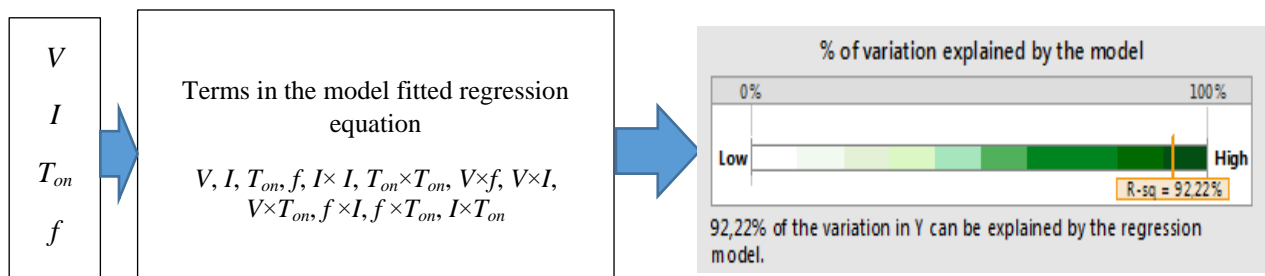 V
I
Ton
f
Terms in the model fitted regression
equation
V, I, Ton, f, I× I, Ton×Ton, V×f, V×I,
V×Ton, f ×I, f ×Ton, I×Ton
% of variation explained by the model
0%
100%
Low
High
R-sq = 92,22%
92,22% of the variation in Y can be explained by the regression
model.